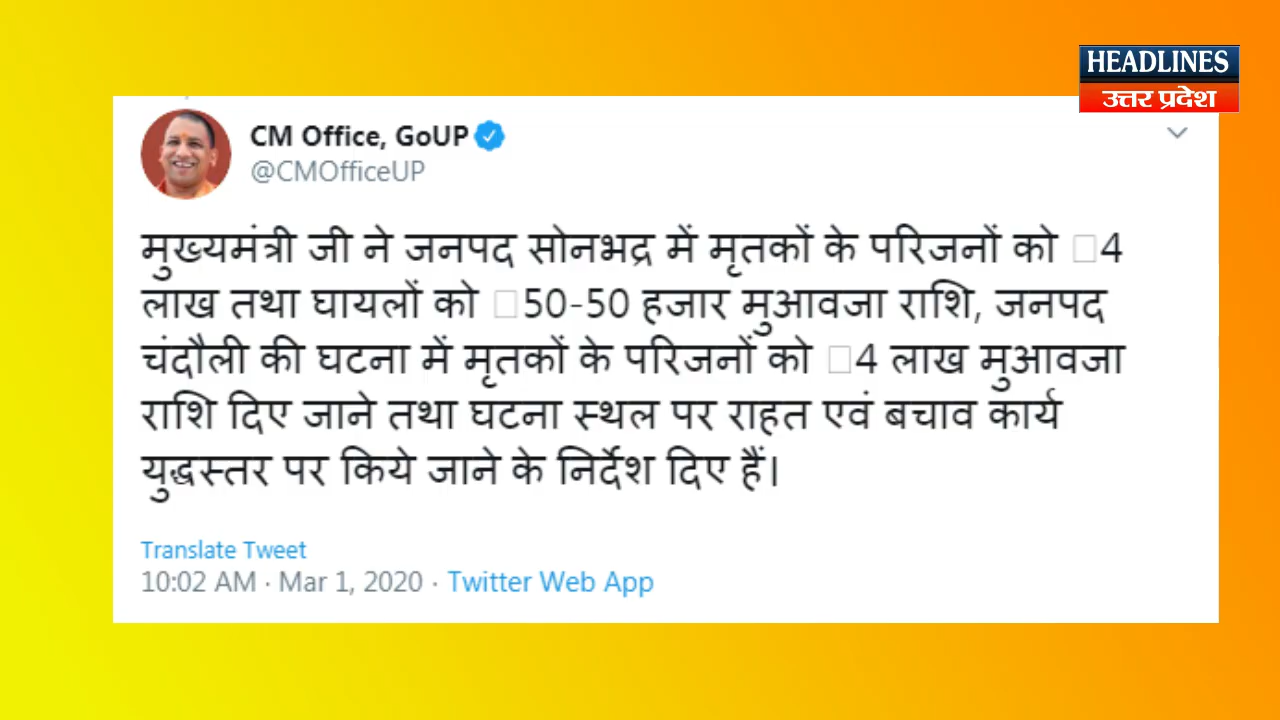 HEADLINES
उत्तर प्रदेश
CM Office, GoUP
@CMOfficeUP
मुख्यमंत्री जी ने जनपद सोनभद्र में मृतकों के परिजनों को □4
लाख तथा घायलों को □50-50 हजार मुआवजा राशि, जनपद
चंदौली की घटना में मृतकों के परिजनों को □4 लाख मुआवजा
राशि दिए जाने तथा घटना स्थल पर राहत एवं बचाव कार्य
युद्धस्तर पर किये जाने के निर्देश दिए हैं।
Translate Tweet
10:02 AM · Mar 1, 2020 · Twitter Web App